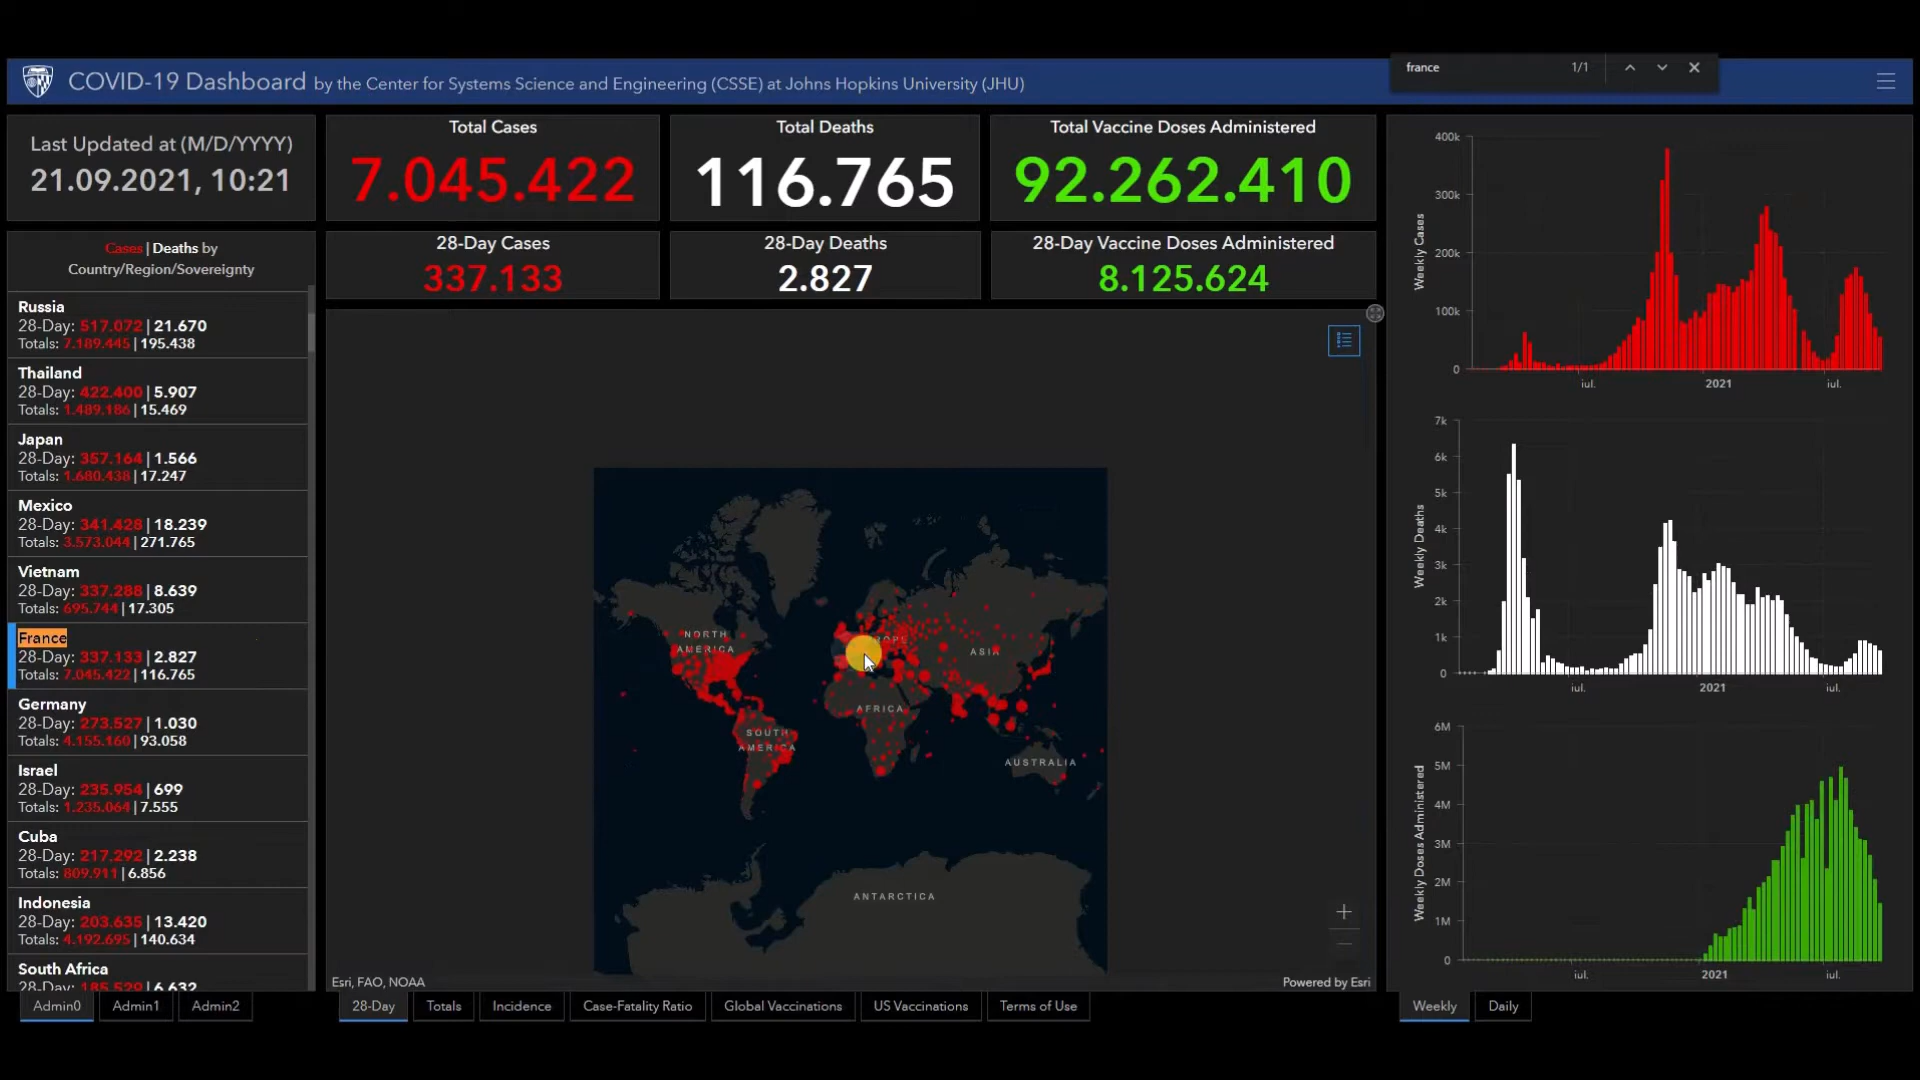 COVID-19 Dashboard by the Center for Systems Science and Engineering (CSSE) at Johns Hopkins University (JHU)
france 1/1
Last Updated at (M/D/YYYY)
21.09.2021, 10:21
Total Cases
7.045.422
Total Deaths
116.765
Total Vaccine Doses Administered
92.262.410
28-Day Cases
337.133
28-Day Deaths
2.827
28-Day Vaccine Doses Administered
8.125.624
Cases | Deaths by
Country/Region/Sovereignty
Russia
28-Day: 517.072 | 21.670
Totals: 7.189.445 | 195.438
Thailand
28-Day: 422.400 | 5.907
Totals: 1.489.186 | 15.469
Japan
28-Day: 357.164 | 1.566
Totals: 1.680.438 | 17.247
Mexico
28-Day: 341.428 | 18.239
Totals: 3.573.044 | 271.765
Vietnam
28-Day: 337.288 | 8.639
Totals: 695.744 | 17.305
France
28-Day: 337.133 | 2.827
Totals: 7.045.422 | 116.765
Germany
28-Day: 273.527 | 1.030
Totals: 4.155.160 | 93.058
Israel
28-Day: 235.954 | 699
Totals: 1.235.064 | 7.555
Cuba
28-Day: 217.292 | 2.238
Totals: 809.911 | 6.856
Indonesia
28-Day: 203.635 | 13.420
Totals: 4.192.695 | 140.634
South Africa
28-Day: 185.529 | 6.632
Admin0 Admin1 Admin2
NORTH
AMERICA
ASIA
AFRICA
SOUTH
AMERICA
AUSTRALIA
ANTARCTICA
+
Esri, FAO, NOAA
Powered by Esri
28-Day Totals Incidence Case-Fatality Ratio Global Vaccinations US Vaccinations Terms of Use
Weekly Cases
400k
300k
200k
100k
0
iul. 2021 iul.
Weekly Deaths
7k
6k
5k
4k
3k
2k
1k
0
iul. 2021 iul.
Weekly Doses Administered
6M
5M
4M
3M
2M
1M
0
iul. 2021 iul.
Weekly Daily